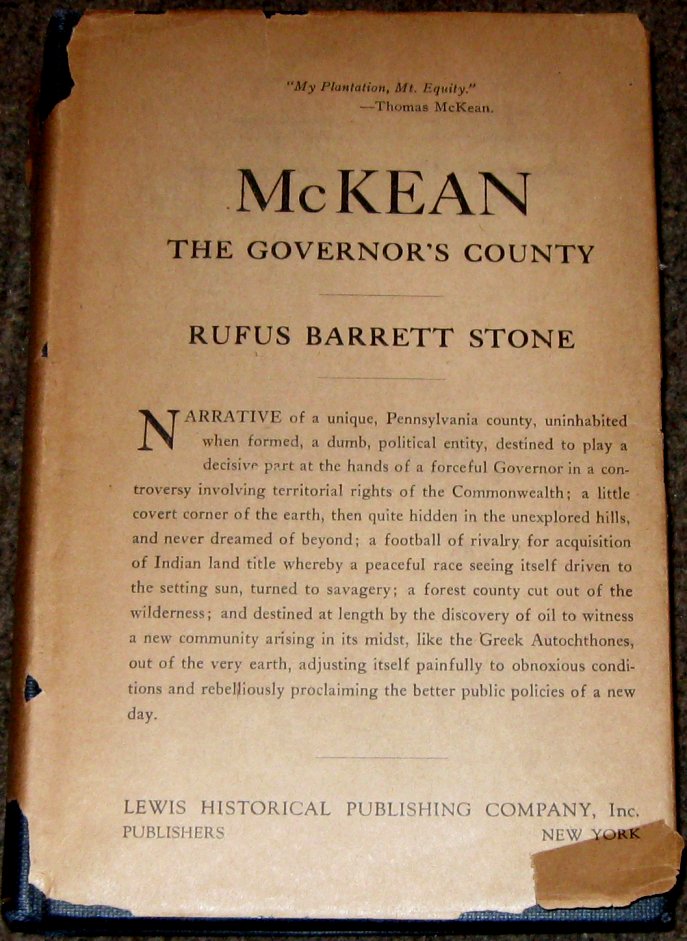 "My Plantation, Mt. Equity."
—Thomas McKean.
McKEAN
THE GOVERNOR'S COUNTY
RUFUS BARRETT STONE
NARRATIVE of a unique, Pennsylvania county, uninhabited
when formed, a dumb, political entity, destined to play a
decisive part at the hands of a forceful Governor in a con-
troversy involving territorial rights of the Commonwealth; a little
covert corner of the earth, then quite hidden in the unexplored hills,
and never dreamed of beyond; a football of rivalry for acquisition
of Indian land title whereby a peaceful race seeing itself driven to
the setting sun, turned to savagery; a forest county cut out of the
wilderness; and destined at length by the discovery of oil to witness
a new community arising in its midst, like the Greek Autochthones,
out of the very earth, adjusting itself painfully to obnoxious condi-
tions and rebelliously proclaiming the better public policies of a new
day.
LEWIS HISTORICAL PUBLISHING COMPANY, Inc.
PUBLISHERS NEW YORK